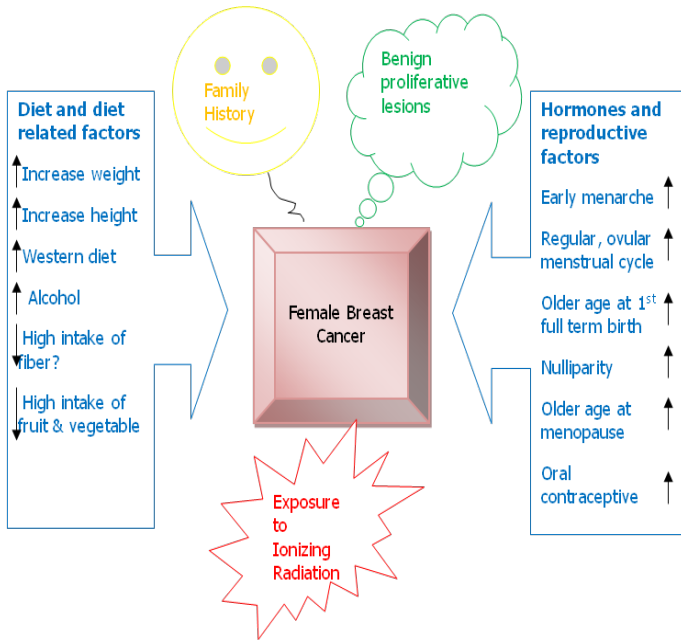 Family
History
Benign
proliferative
lesions
Diet and diet
related factors
Increase weight
Increase height
Western diet
Alcohol
High intake of
fiber?
High intake of
fruit & vegetable
Female Breast
Cancer
Hormones and
reproductive
factors
Early menarche
Regular, ovular
menstrual cycle
Older age at 1st
full term birth
Nulliparity
Older age at
menopause
Oral
contraceptive
Exposure
to
Ionizing
Radiation